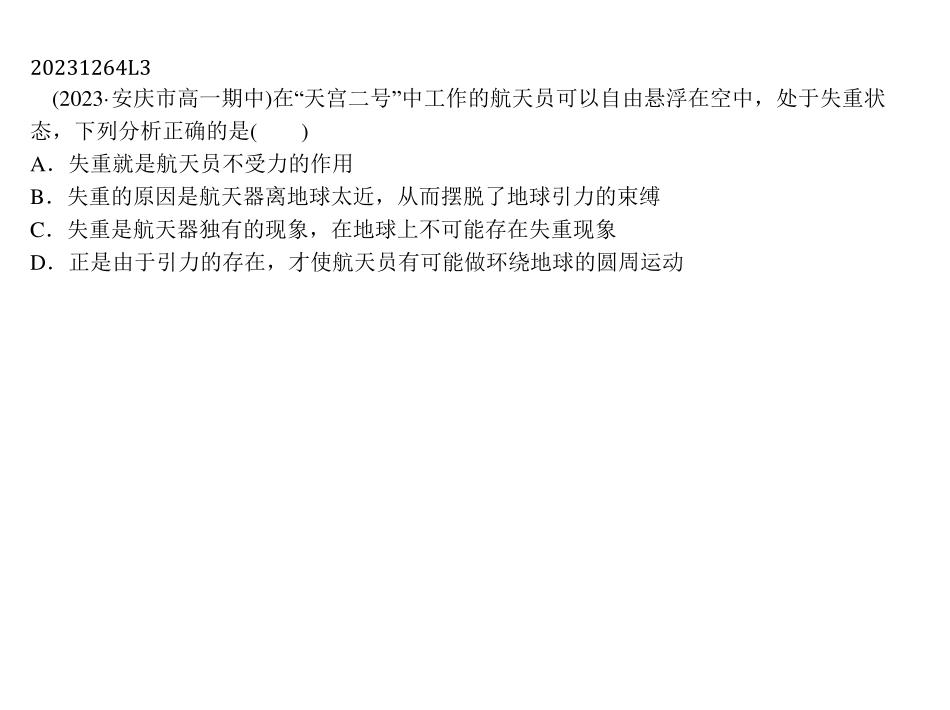 20231264L3
(2023·安庆市高一期中)在“天宫二号”中工作的航天员可以自由悬浮在空中，处于失重状
态，下列分析正确的是(　　)
A．失重就是航天员不受力的作用
B．失重的原因是航天器离地球太近，从而摆脱了地球引力的束缚
C．失重是航天器独有的现象，在地球上不可能存在失重现象
D．正是由于引力的存在，才使航天员有可能做环绕地球的圆周运动